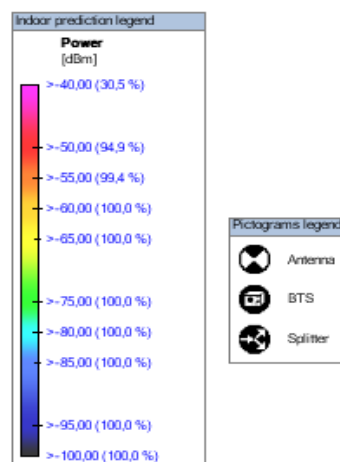 Indoor prediction legend
Power
[dBm]
>-40,00 (30,5 %)
>-50,00 (94,9 %)
>-55,00 (99,4 %)
>-60,00 (100,0 %)
>-65,00 (100,0 %)
>-75,00 (100,0 %)
>-80,00 (100,0 %)
>-85,00 (100,0 %)
>-95,00 (100,0 %)
>-100,00 (100,0 %)
Pictograms legend
Antenna
BTS
Splitter